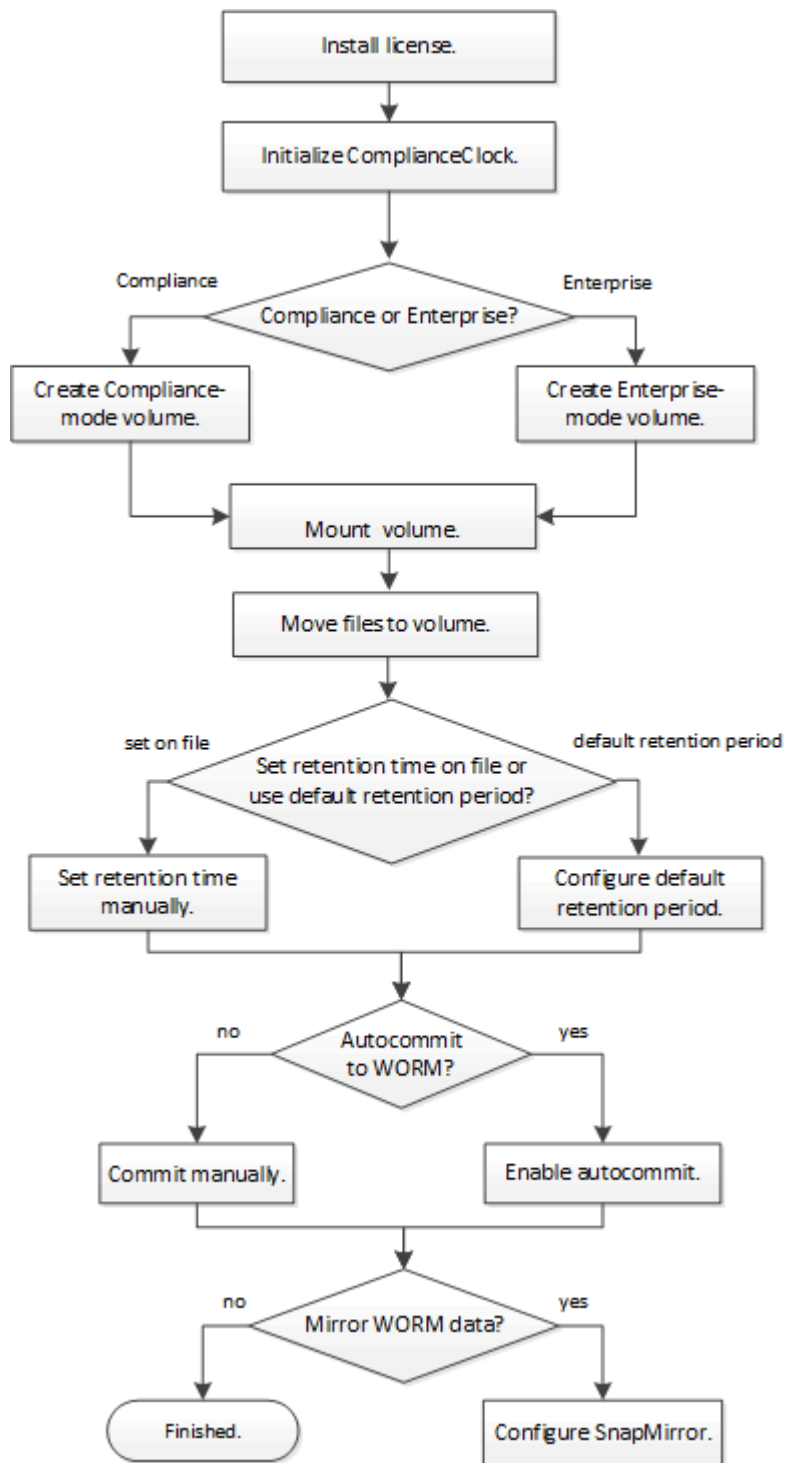 Install license.
Initialize ComplianceClock.
Compliance
Enterprise
Compliance or Enterprise?
Create Compliance-
mode volume.
Create Enterprise-
mode volume.
Mount volume.
Move files to volume.
set on file
default retention period
Set retention time on file or
use default retention period?
Set retention time
manually.
Configure default
retention period.
no
yes
Autocommit
to WORM?
Commit manually.
Enable autocommit.
no
yes
Mirror WORM data?
Finished.
Configure SnapMirror.